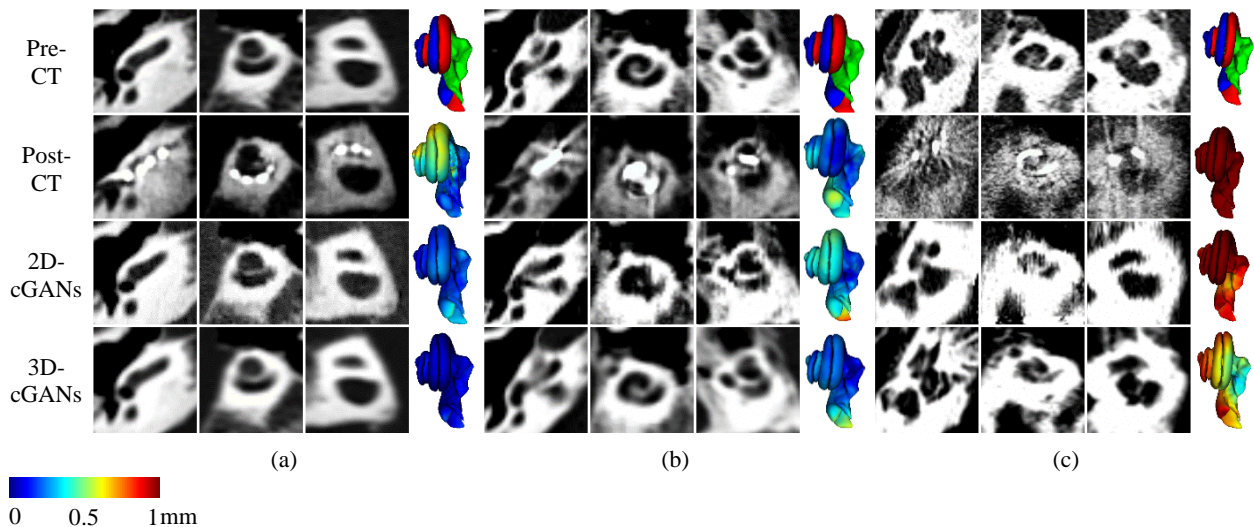 Pre-
CT
Post-
CT
2D-
cGANs
3D-
cGANs
(a)
(b)
(c)
0
0.5
1mm